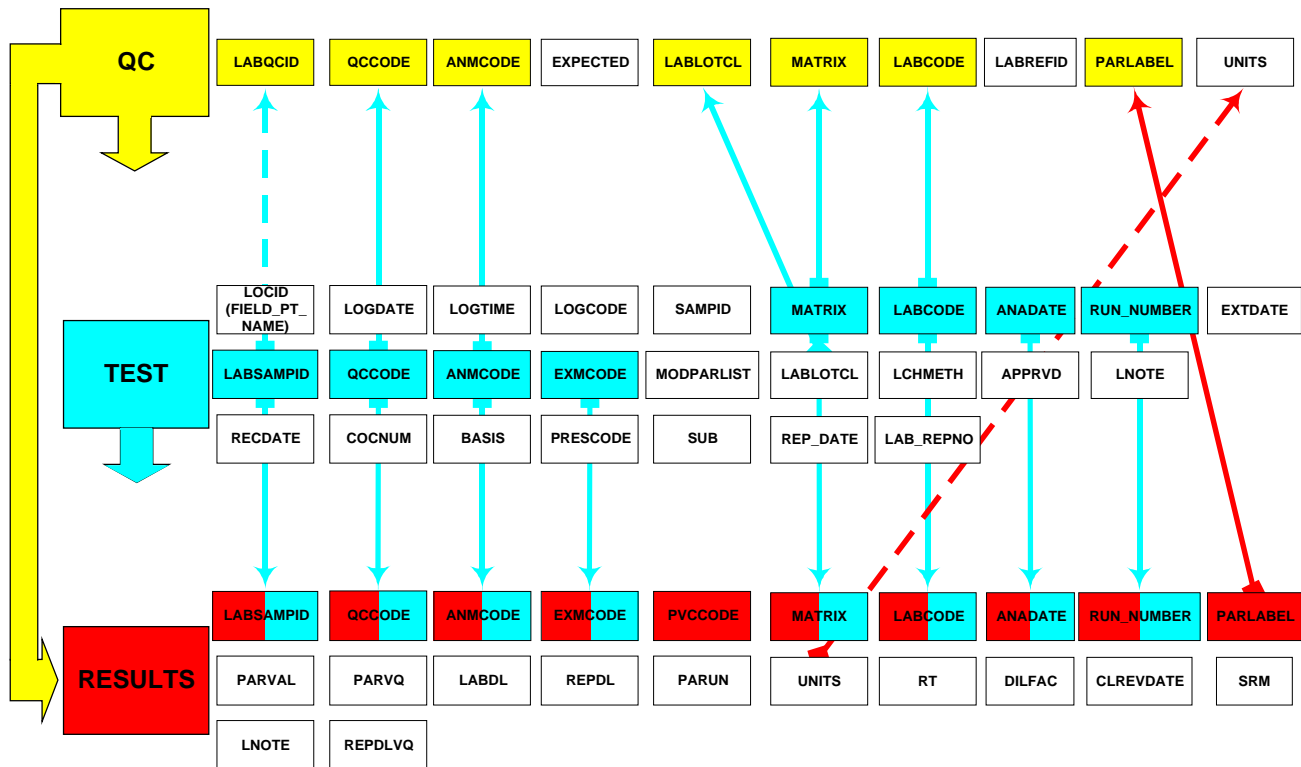 QC
LABQCID QCCODE ANMCODE EXPECTED LABLOTCL MATRIX LABCODE LABREFID PARLABEL UNITS
LOCID
(FIELD_PT_
NAME)
LOGDATE LOGTIME LOGCODE SAMPID MATRIX LABCODE ANADATE RUN_NUMBER EXTDATE
TEST
LABSAMPID QCCODE ANMCODE EXMCODE MODPARLIST LABLOTCL LCHMETH APPRVD LNOTE
RECDATE COCNUM BASIS PRESCODE SUB REP_DATE LAB_REPNO
LABSAMPID QCCODE ANMCODE EXMCODE PVCCODE MATRIX LABCODE ANADATE RUN_NUMBER PARLABEL
RESULTS
PARVAL PARVQ LABDL REPDL PARUN UNITS RT DILFAC CLREVDATE SRM
LNOTE REPDLVQ